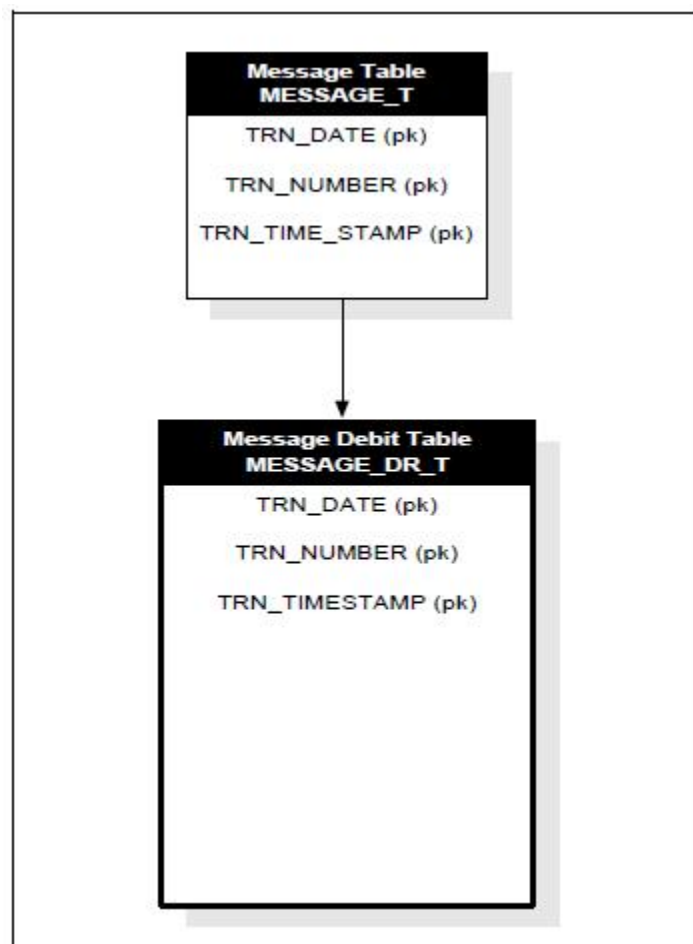 Message Table
MESSAGE_T
TRN_DATE (pk)
TRN_NUMBER (pk)
TRN_TIME_STAMP (pk)
Message Debit Table
MESSAGE_DR_T
TRN_DATE (pk)
TRN_NUMBER (pk)
TRN_TIMESTAMP (pk)